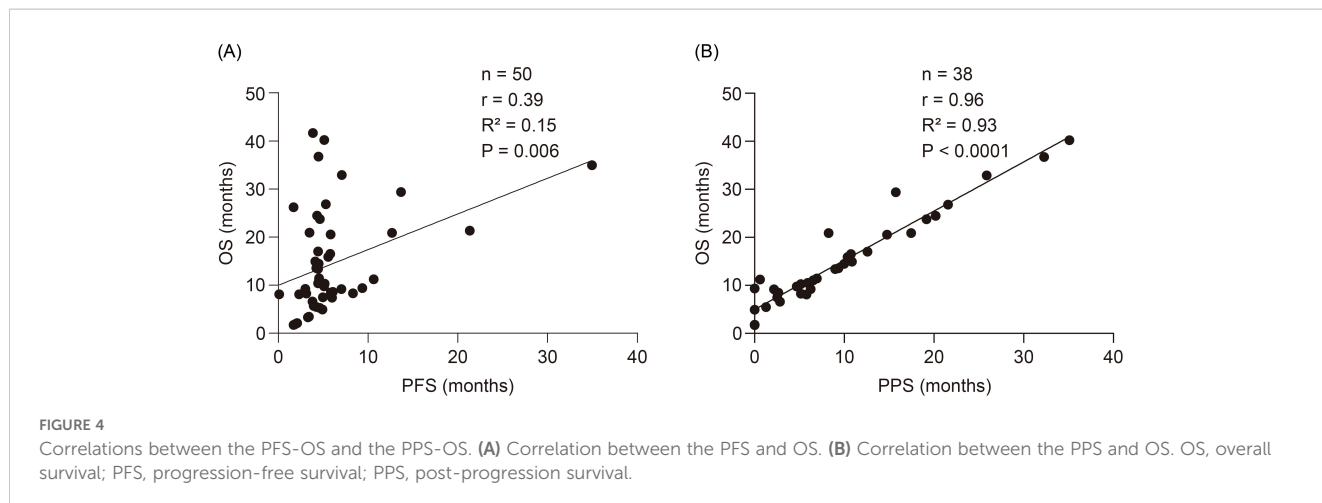 (A)
n = 50
r = 0.39
R² = 0.15
P = 0.006
50
40
30
20
10
0
OS (months)
0 10 20 30 40
PFS (months)
(B)
n = 38
r = 0.96
R² = 0.93
P < 0.0001
50
40
30
20
10
0
OS (months)
0 10 20 30 40
PPS (months)
FIGURE 4
Correlations between the PFS-OS and the PPS-OS. (A) Correlation between the PFS and OS. (B) Correlation between the PPS and OS. OS, overall
survival; PFS, progression-free survival; PPS, post-progression survival.